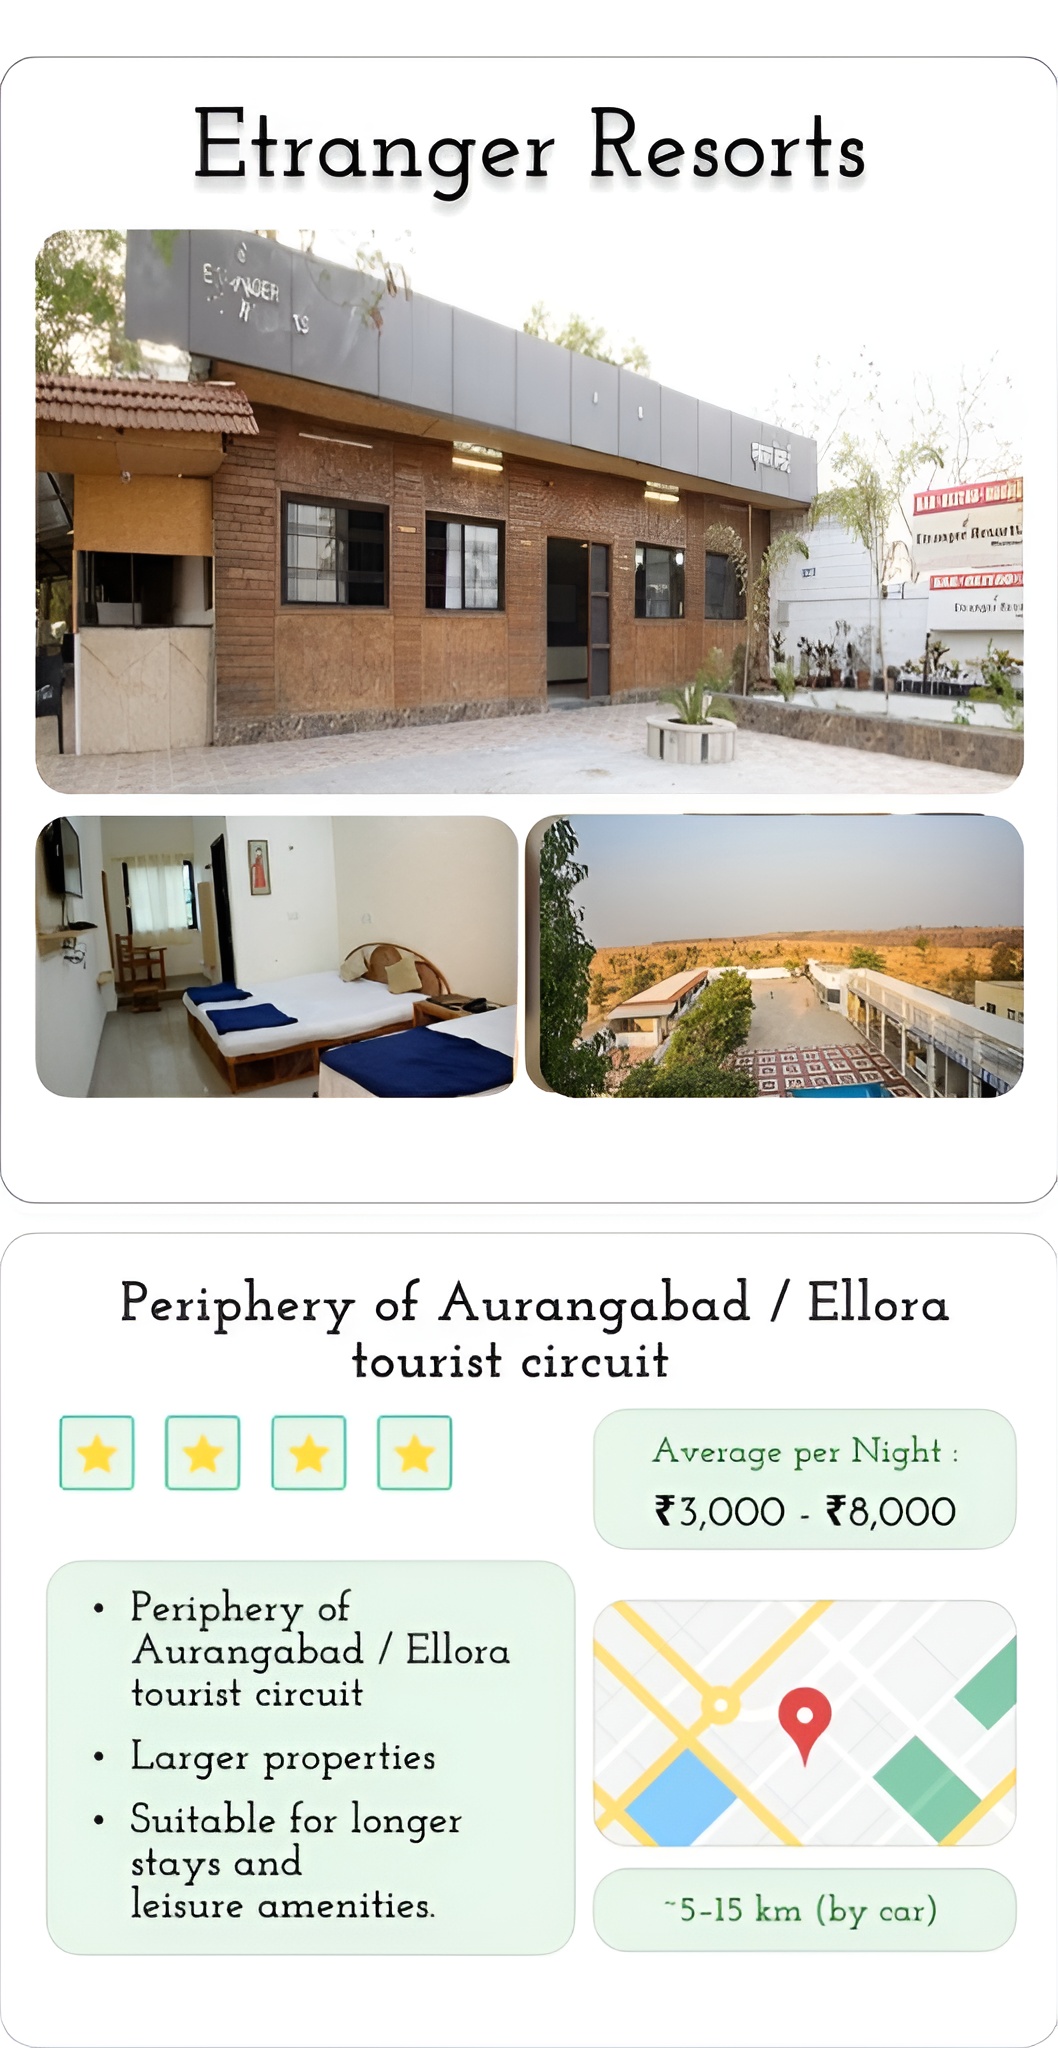 Etranger Resorts
Periphery of Aurangabad / Ellora
tourist circuit
Average per Night :
₹3,000 - ₹8,000
• Periphery of
Aurangabad / Ellora
tourist circuit
• Larger properties
• Suitable for longer
stays and
leisure amenities.
~5-15 km (by car)